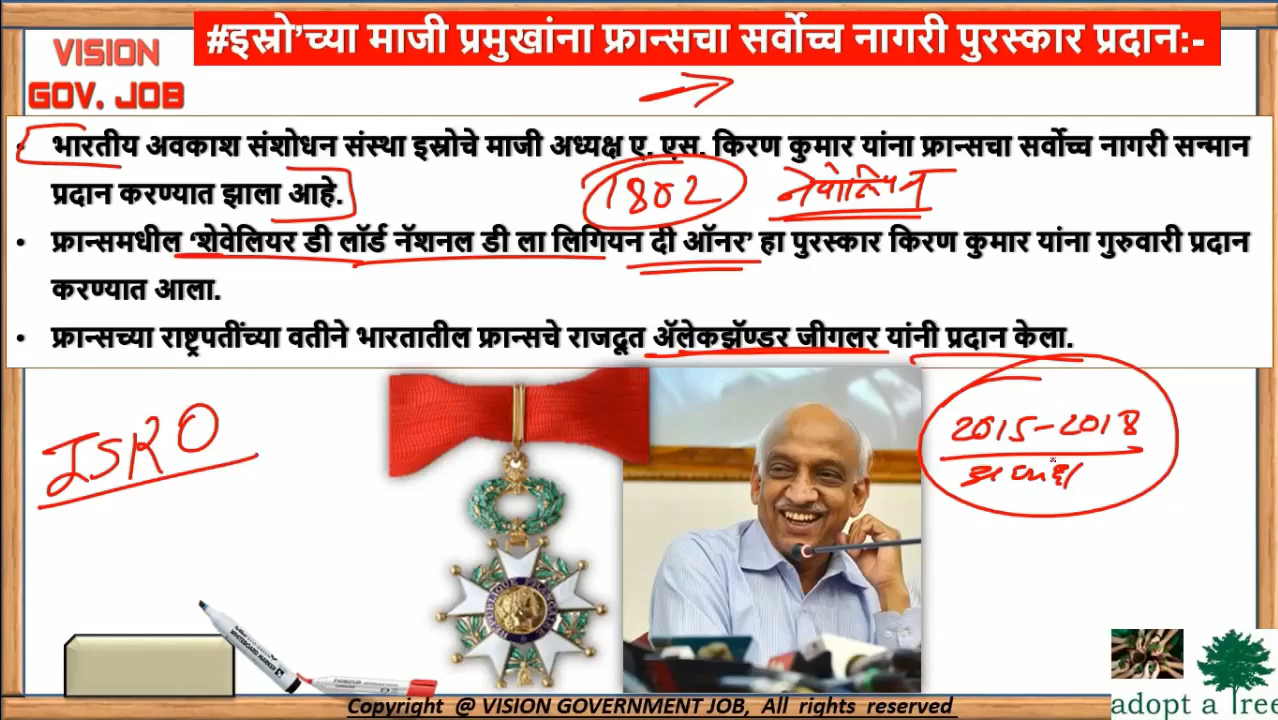 #इस्रो’च्या माजी प्रमुखांना फ्रान्सचा सर्वोच्च नागरी पुरस्कार प्रदान:-
VISION
GOV. JOB
• भारतीय अवकाश संशोधन संस्था इस्रोचे माजी अध्यक्ष ए. एस. किरण कुमार यांना फ्रान्सचा सर्वोच्च नागरी सन्मान
प्रदान करण्यात झाला आहे.
1802 नेपोलियन
• फ्रान्समधील ‘शेवेलियर डी लॉर्ड नॅशनल डी ला लिगियन दी ऑनर’ हा पुरस्कार किरण कुमार यांना गुरुवारी प्रदान
करण्यात आला.
• फ्रान्सच्या राष्ट्रपतींच्या वतीने भारतातील फ्रान्सचे राजदूत ॲलेकझॅण्डर जीगलर यांनी प्रदान केला.
ISRO
2015-2018
Copyright @ VISION GOVERNMENT JOB, All rights reserved
adopt a Tree